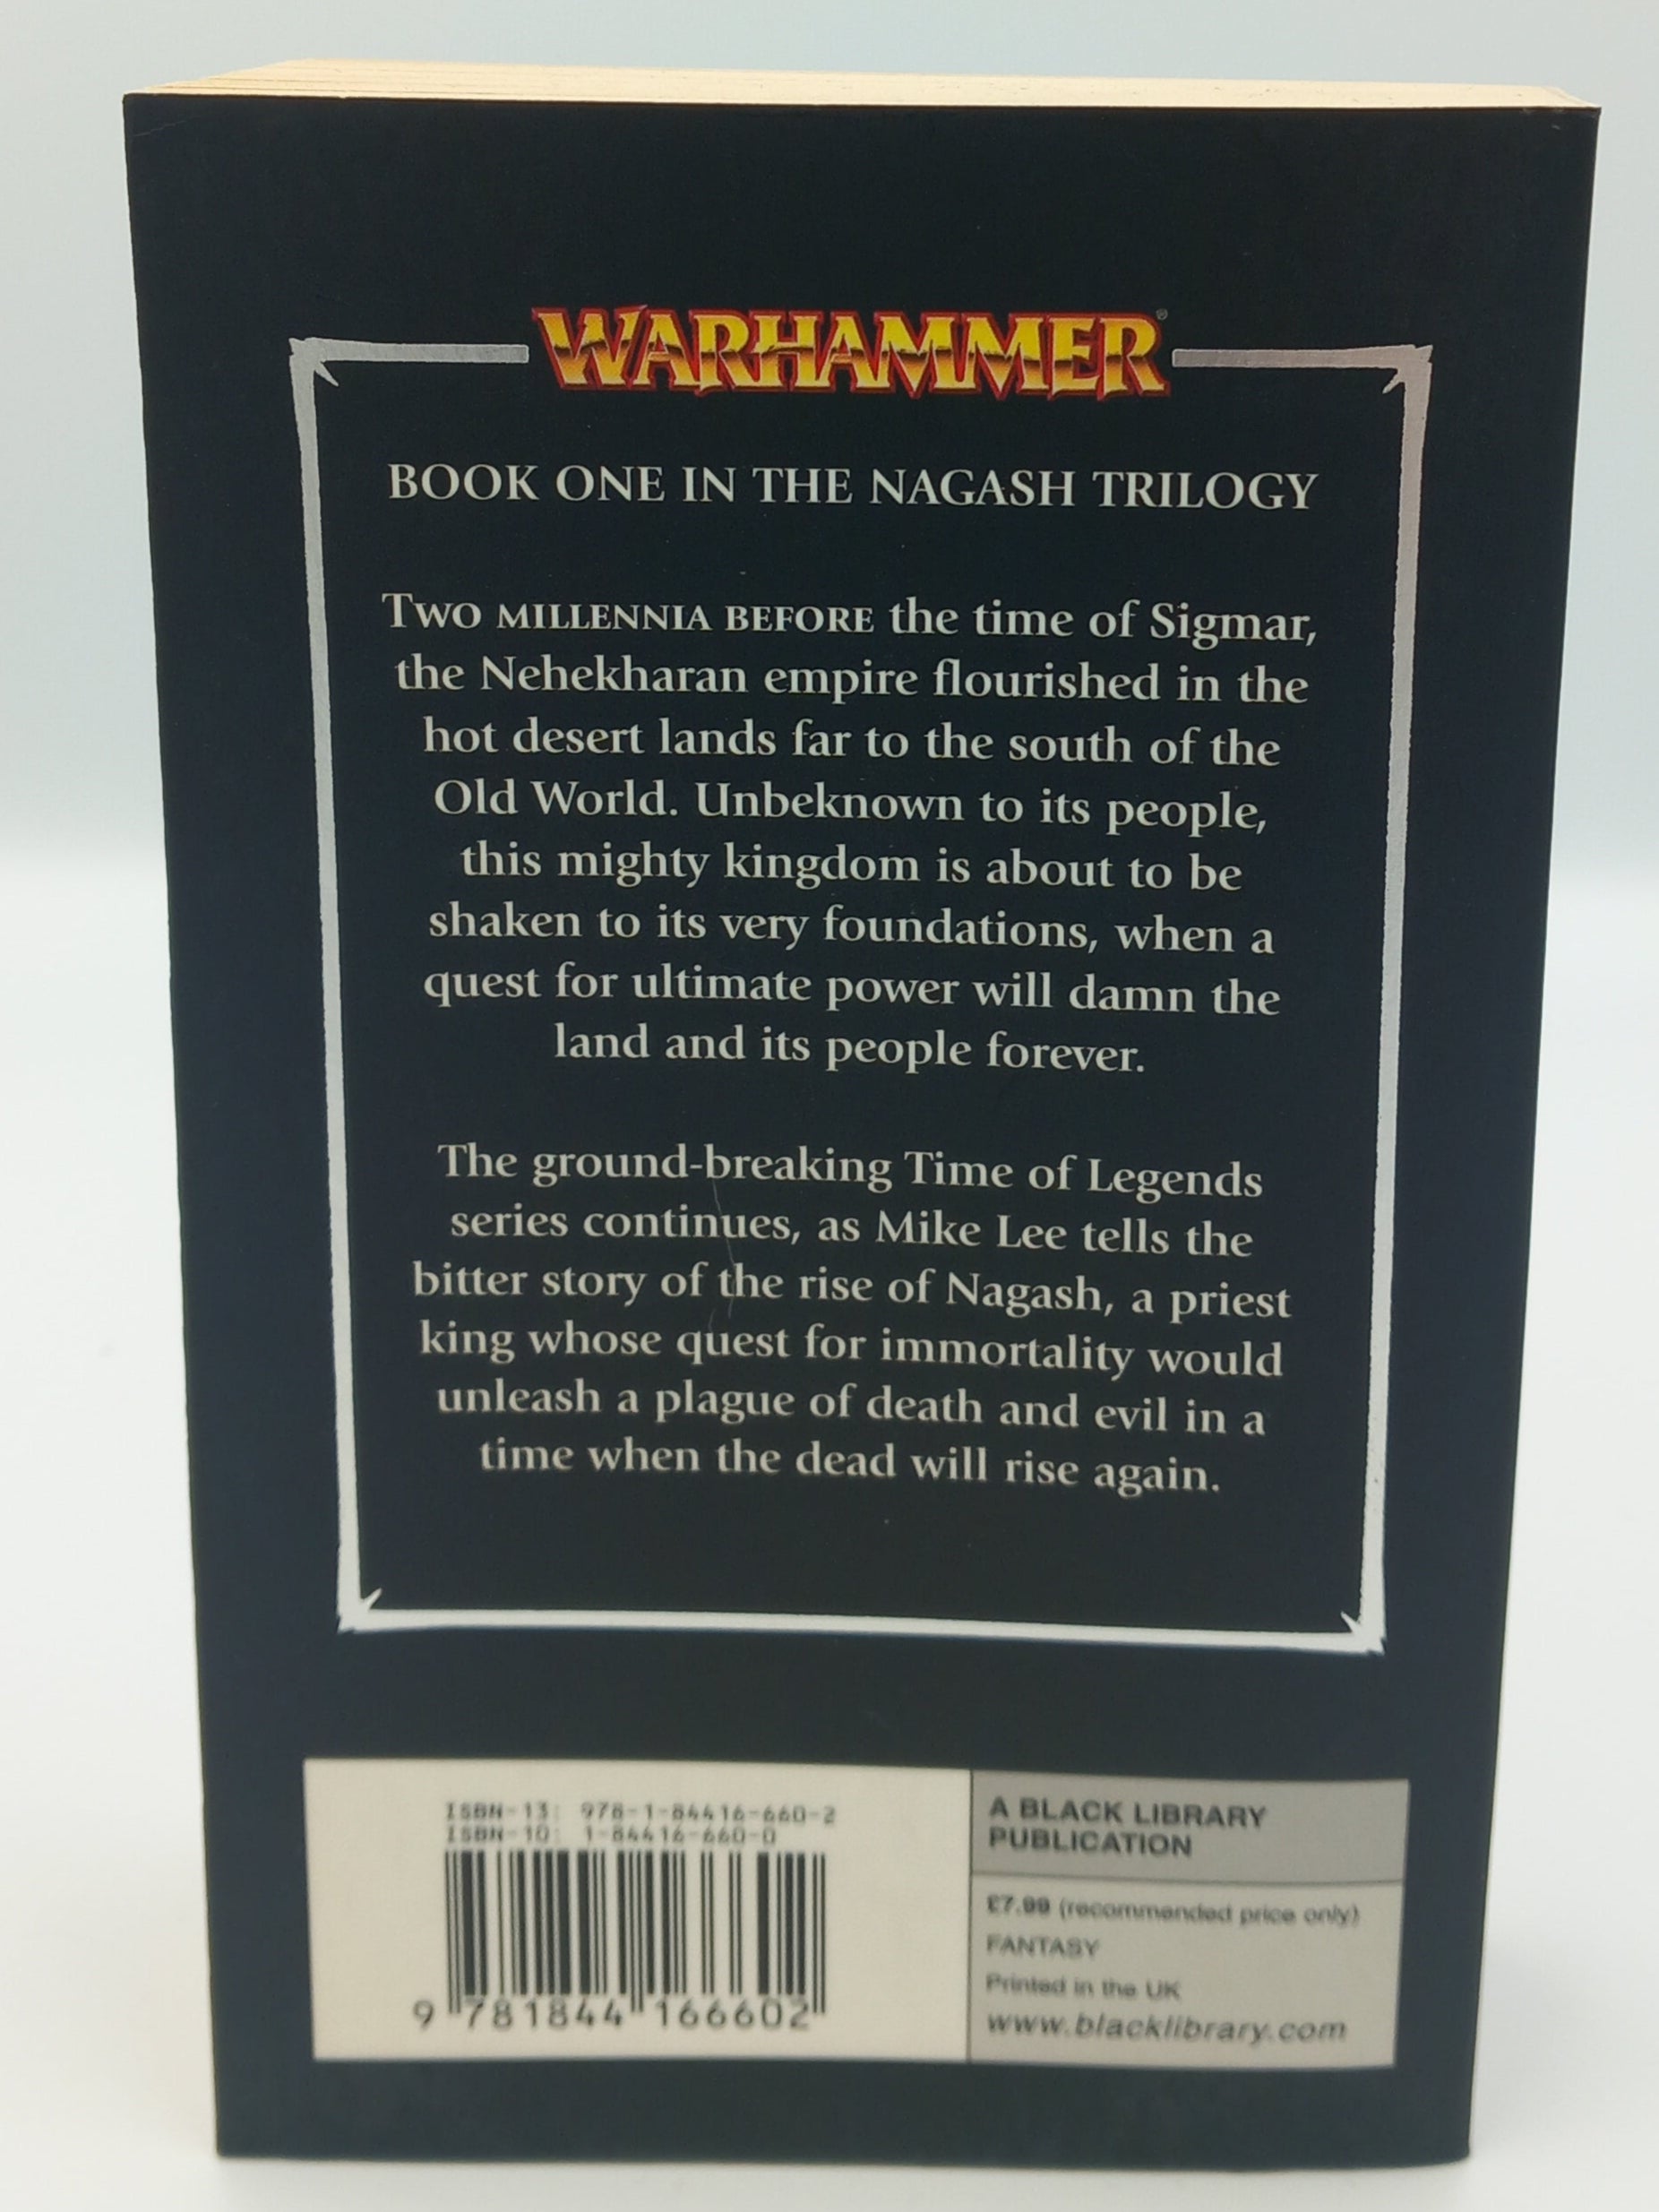 WARHAMMER®
BOOK ONE IN THE NAGASH TRILOGY
TWO MILLENNIA BEFORE the time of Sigmar,
the Nehekharan empire flourished in the
hot desert lands far to the south of the
Old World. Unbeknown to its people,
this mighty kingdom is about to be
shaken to its very foundations, when a
quest for ultimate power will damn the
land and its people forever.
The ground-breaking Time of Legends
series continues, as Mike Lee tells the
bitter story of the rise of Nagash, a priest
king whose quest for immortality would
unleash a plague of death and evil in a
time when the dead will rise again.
ISBN-13: 978-1-84416-660-2
ISBN-10: 1-84416-660-0
9 781844 166602
A BLACK LIBRARY
PUBLICATION
£7.99 (recommended price only)
FANTASY
Printed in the UK
www.blacklibrary.com